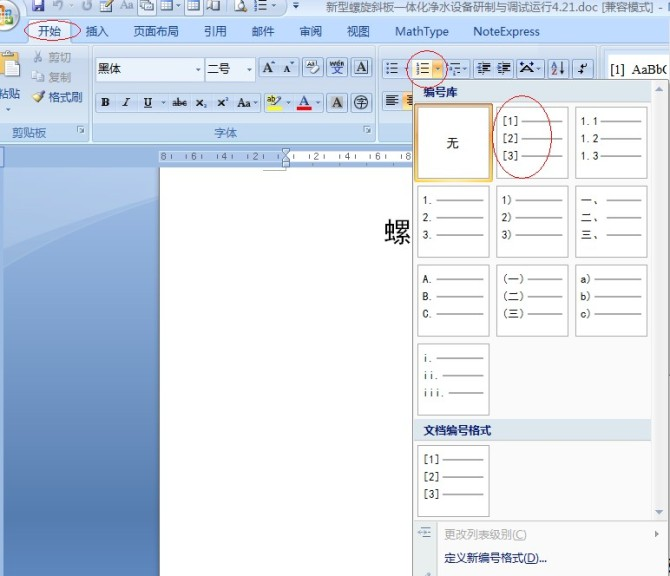 新型螺旋斜板一体化净水设备研制与调试运行4.21.doc [兼容模式] -
开始 插入 页面布局 引用 邮件 审阅 视图 MathType NoteExpress
剪切
复制
粘贴 格式刷
剪贴板
黑体 二号
B I U abe X₂ X² Aa
字体
[1] AaBbC
8 6 4 2 2 4 6 8
螺
编号库
无
[1]
[2]
[3]
1.1
1.2
1.3
1.
2.
3.
1)
2)
3)
一、
二、
三、
A.
B.
C.
(一)
(二)
(三)
a)
b)
c)
i.
ii.
iii.
文档编号格式
[1]
[2]
[3]
更改列表级别(C)
定义新编号格式(D)...